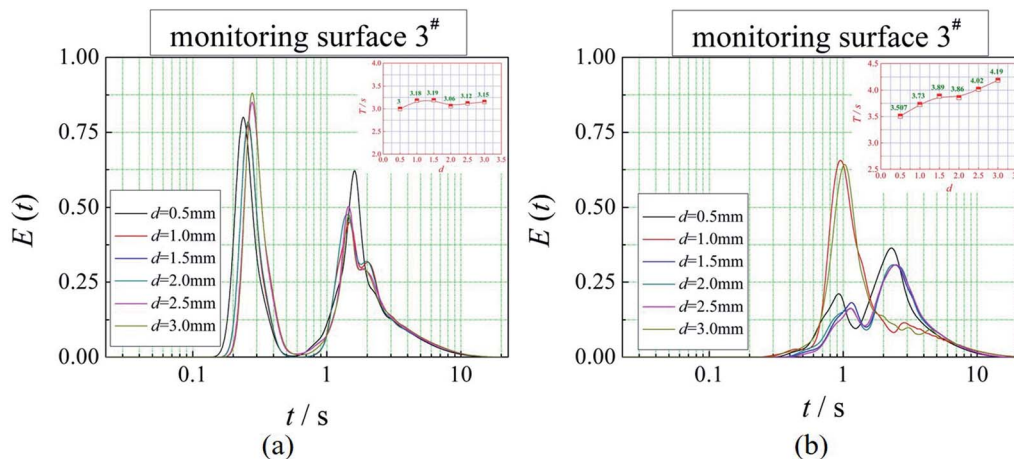 monitoring surface 3#
E (t)
1.00
0.75
0.50
0.25
0.00
0.1
1
10
t / s
d=0.5mm
d=1.0mm
d=1.5mm
d=2.0mm
d=2.5mm
d=3.0mm
T / s
4.0
3.5
3.0
2.5
2.0
3
3.18
3.19
3.06
3.12
3.15
0.0 0.5 1.0 1.5 2.0 2.5 3.0 3.5
d
(a)
monitoring surface 3#
E (t)
1.00
0.75
0.50
0.25
0.00
0.1
1
10
t / s
d=0.5mm
d=1.0mm
d=1.5mm
d=2.0mm
d=2.5mm
d=3.0mm
T / s
4.5
4.0
3.5
3.0
2.5
3.507
3.73
3.89
3.86
4.02
4.19
0.0 0.5 1.0 1.5 2.0 2.5 3.0
d
(b)